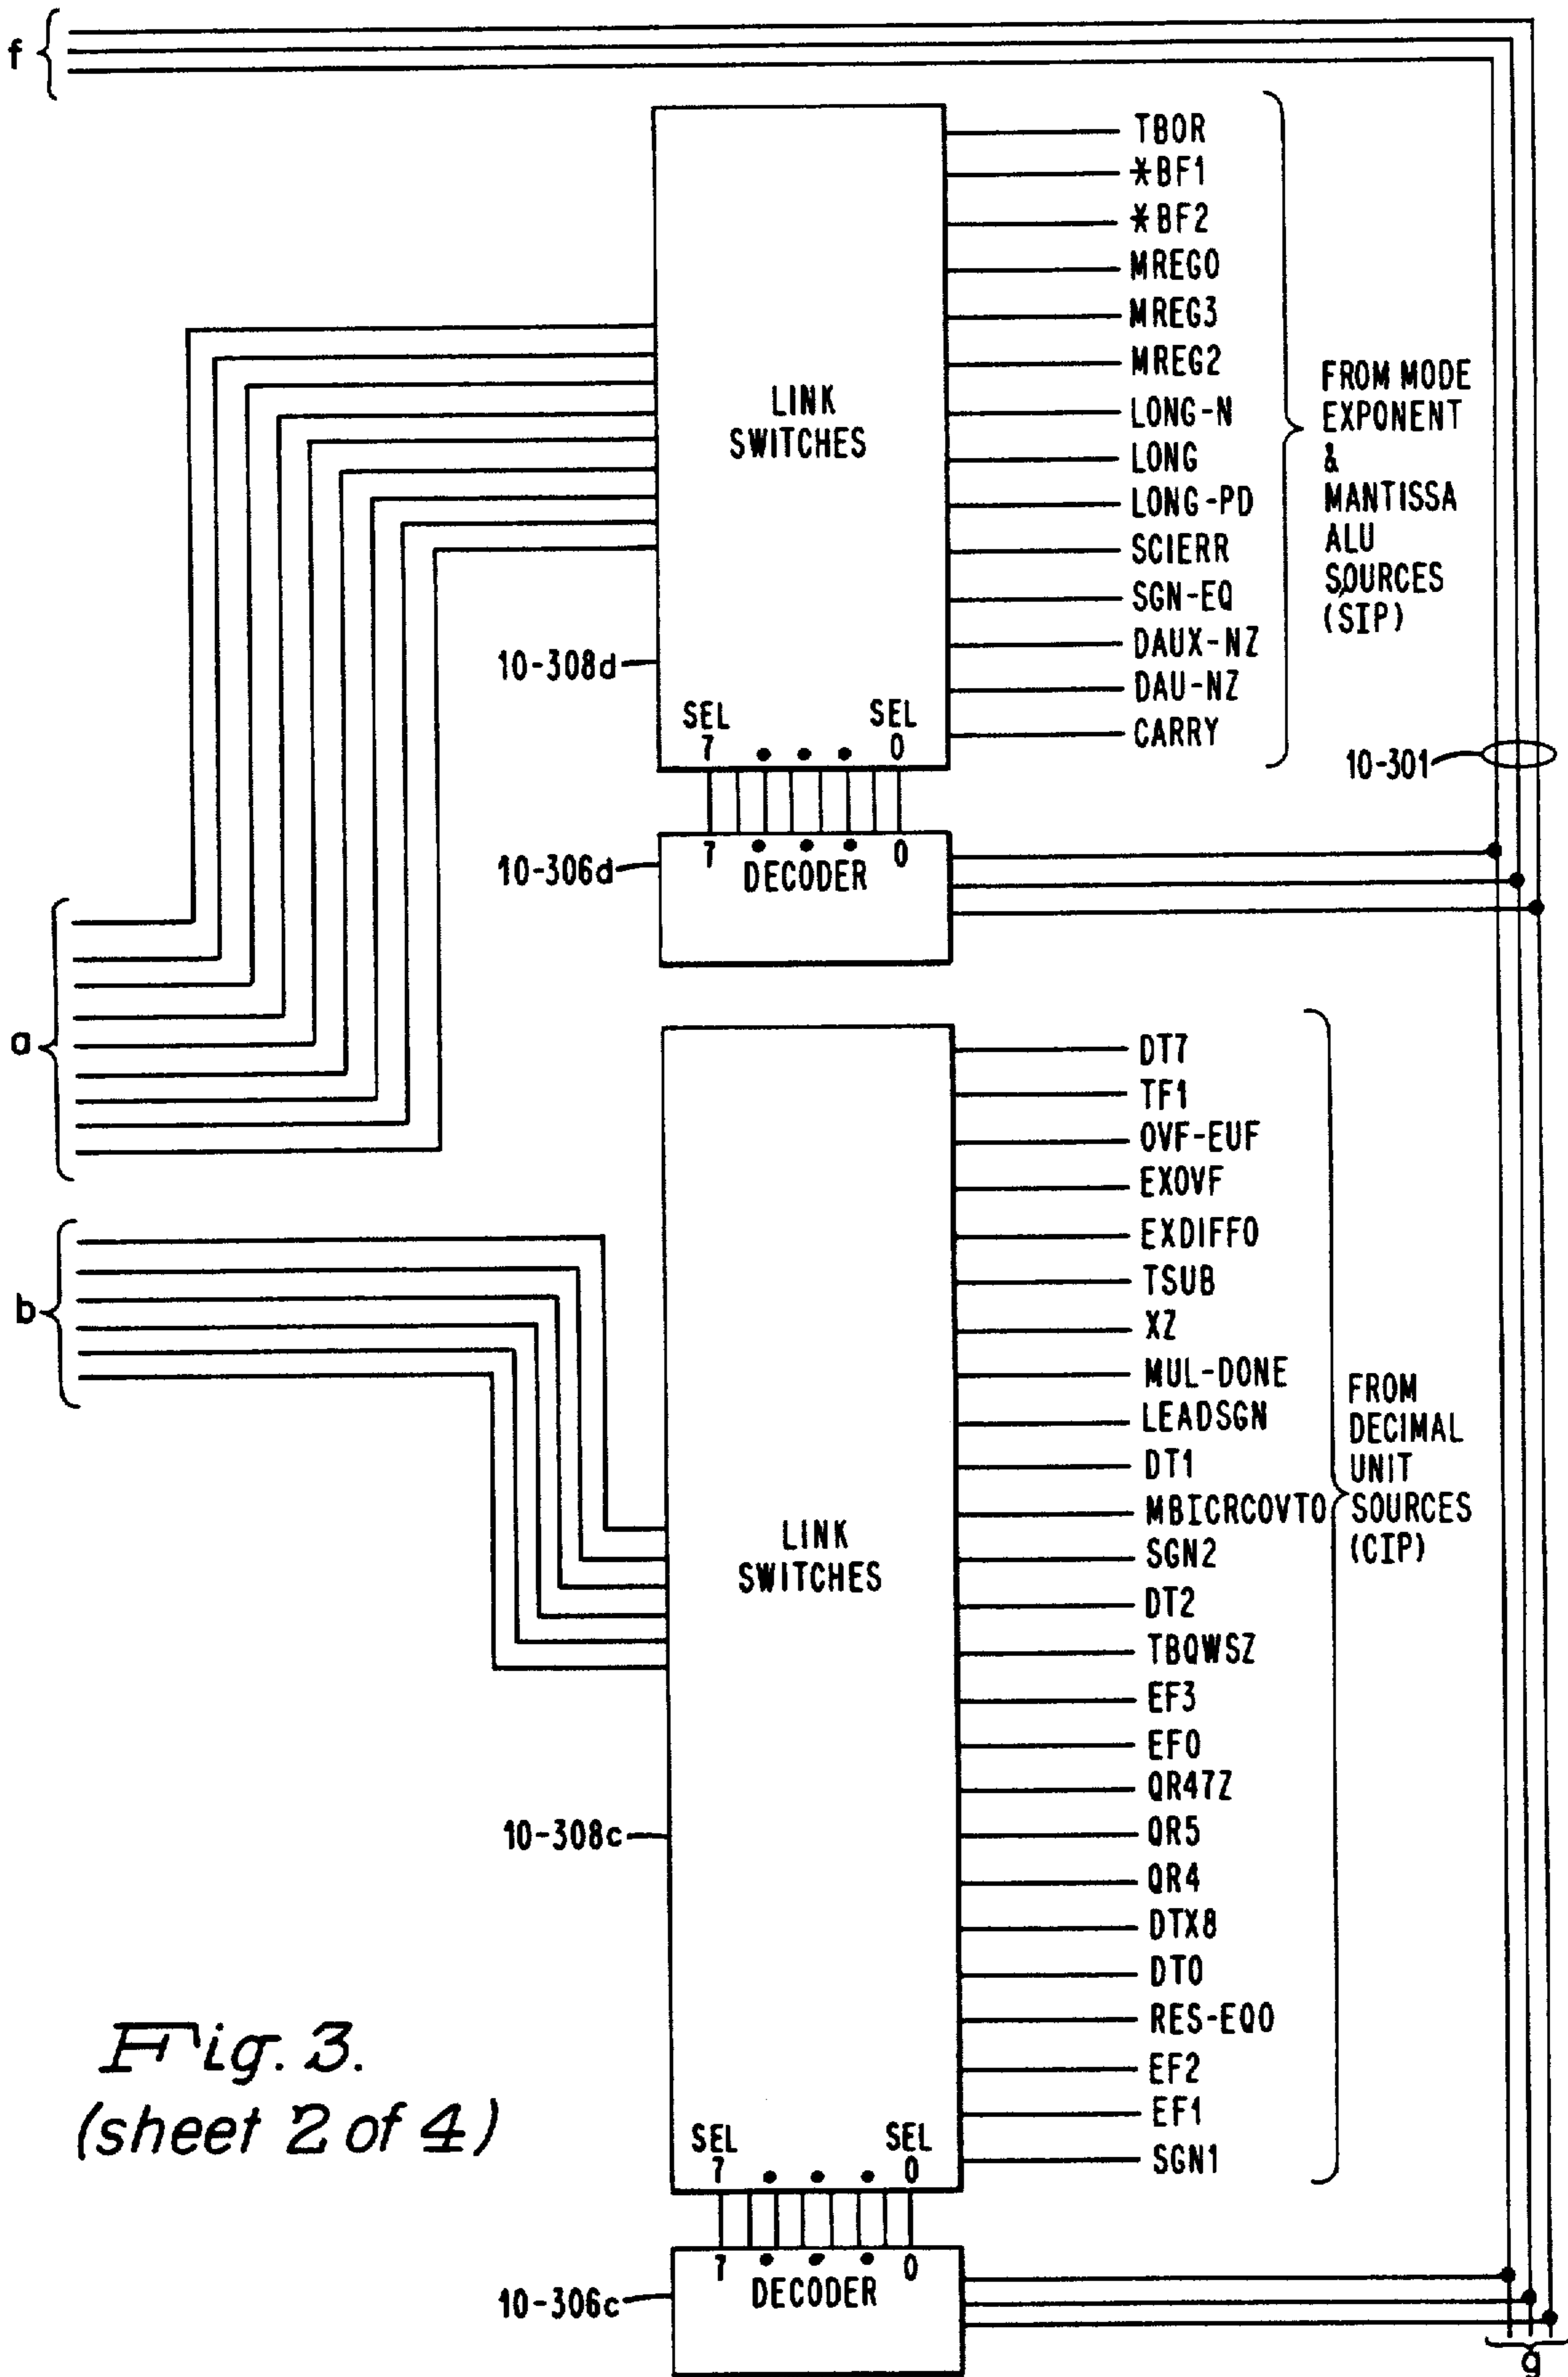 f
TBOR
*BF1
*BF2
MREG0
MREG3
MREG2
LONG-N
LONG
LONG-PD
SCIERR
SGN-EQ
DAUX-NZ
DAU-NZ
CARRY
FROM MODE
EXPONENT
&
MANTISSA
ALU
SOURCES
(SIP)
LINK
SWITCHES
10-308d
SEL SEL
7 • • • 0
10-301
10-306d
7 • • • 0
DECODER
a
b
DT7
TF1
OVF-EUF
EXOVF
EXDIFF0
TSUB
XZ
MUL-DONE
LEADSGN
DT1
MBICRCOVT0
SGN2
DT2
TBQWSZ
EF3
EF0
QR47Z
QR5
QR4
DTX8
DT0
RES-EQ0
EF2
EF1
SGN1
FROM
DECIMAL
UNIT
SOURCES
(CIP)
LINK
SWITCHES
10-308c
SEL SEL
7 • • • 0
7 • • • 0
DECODER
10-306c
g
Fig. 3.
(sheet 2 of 4)